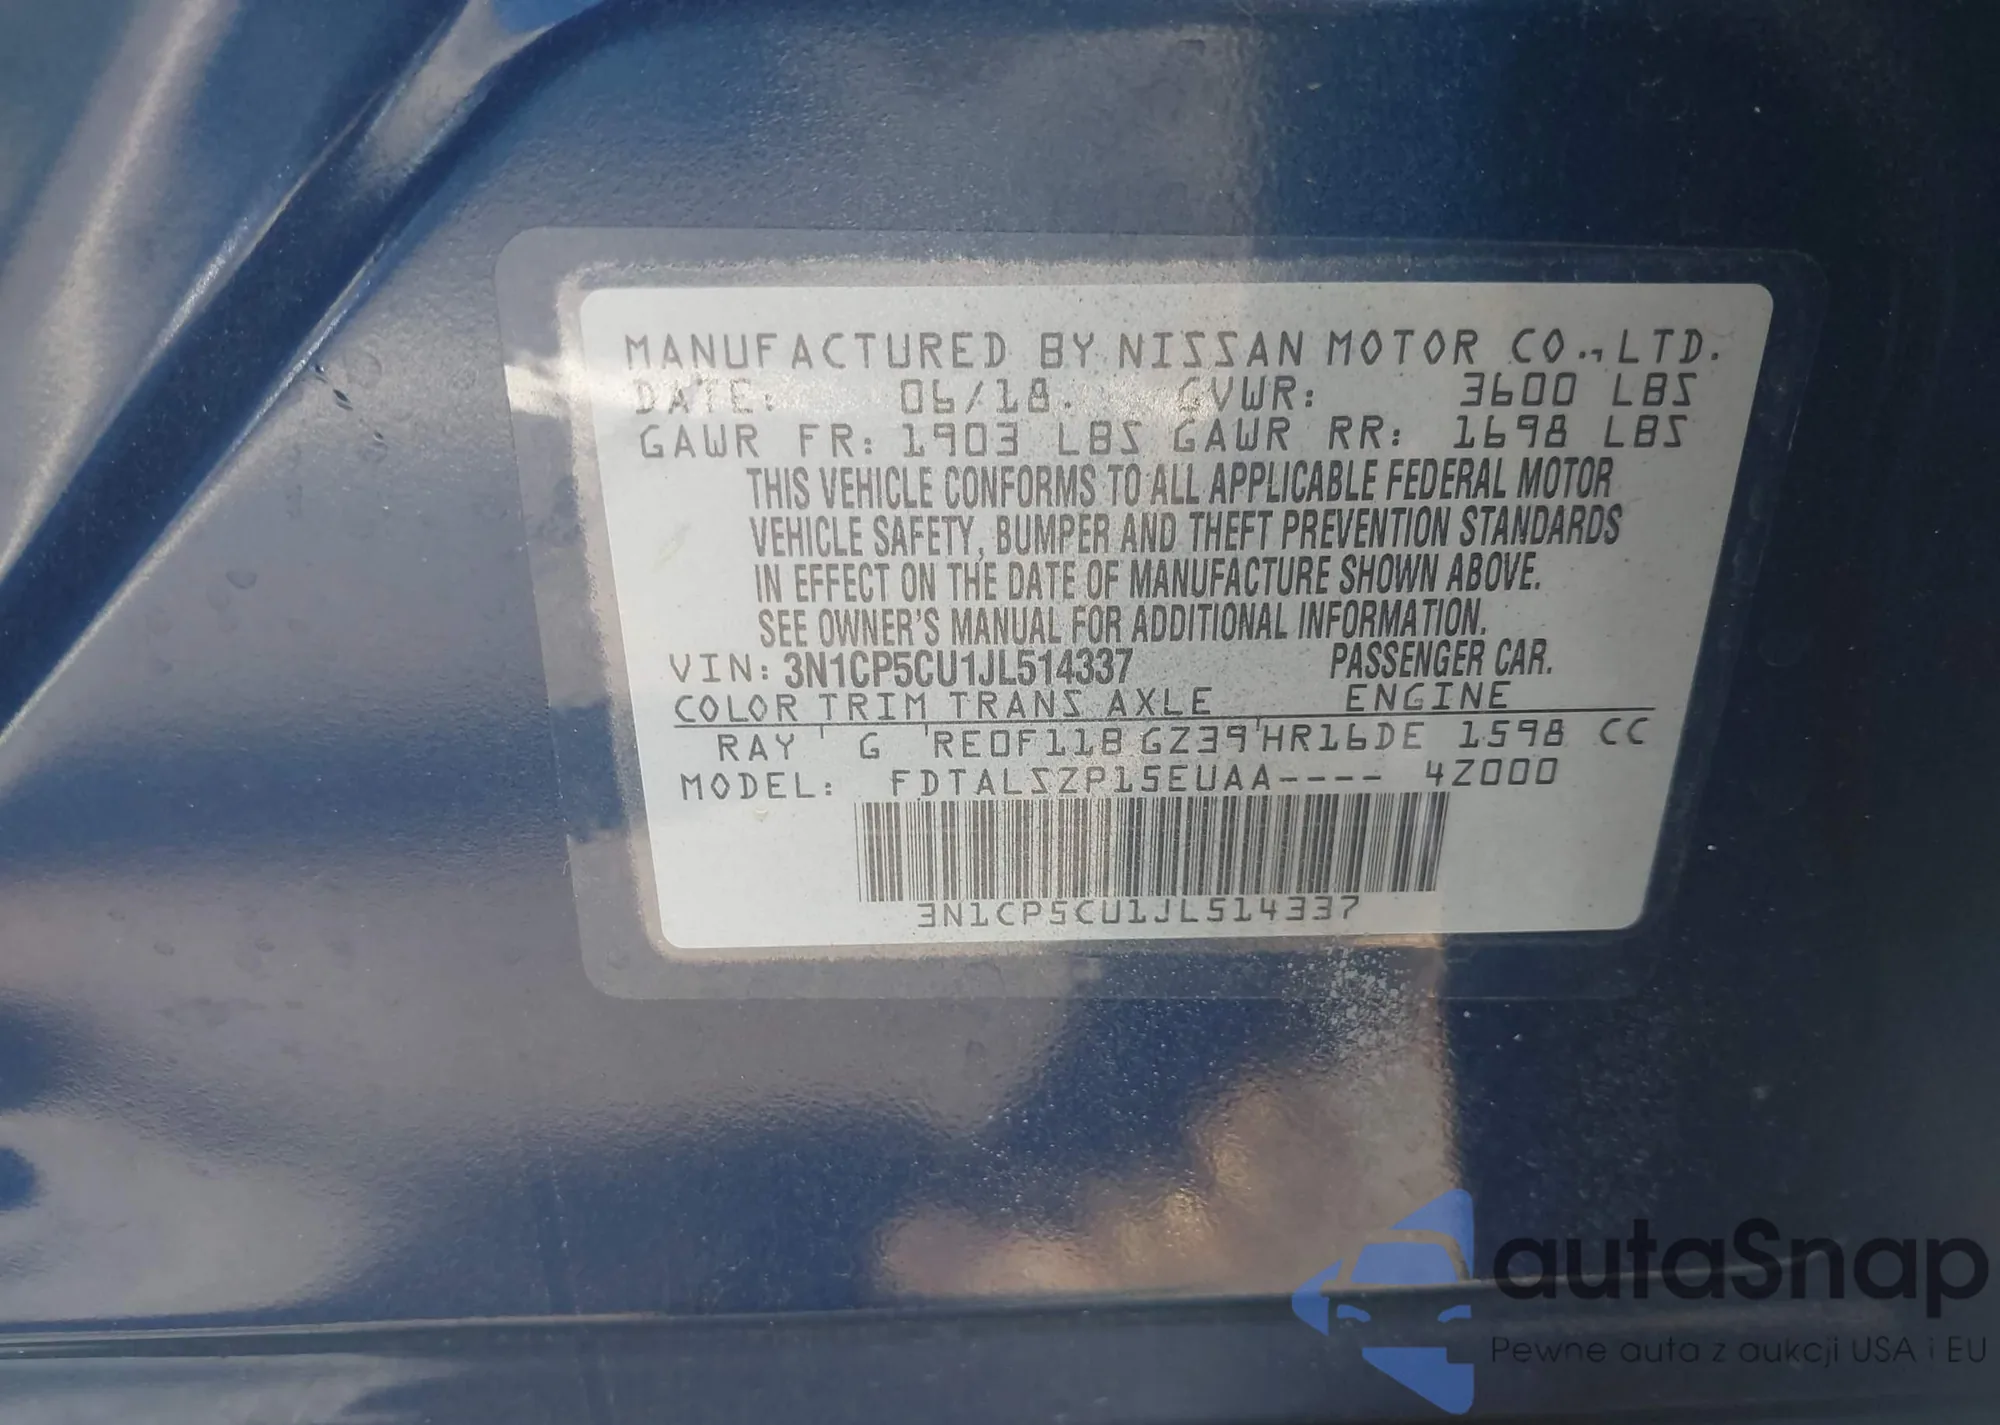 MANUFACTURED BY NISSAN MOTOR CO., LTD.
DATE: 06/18. GVWR: 3600 LBS
GAWR FR: 1903 LBS GAWR RR: 1698 LBS
THIS VEHICLE CONFORMS TO ALL APPLICABLE FEDERAL MOTOR
VEHICLE SAFETY, BUMPER AND THEFT PREVENTION STANDARDS
IN EFFECT ON THE DATE OF MANUFACTURE SHOWN ABOVE.
SEE OWNER'S MANUAL FOR ADDITIONAL INFORMATION.
VIN: 3N1CP5CU1JL514337 PASSENGER CAR.
COLOR TRIM TRANS AXLE ENGINE
RAY G RE0F11B GZ39 HR16DE 1598 CC
MODEL: FDTALSZP15EUAA---- 4Z000
3N1CP5CU1JL514337
autaSnap
Pewne auta z aukcji USA i EU